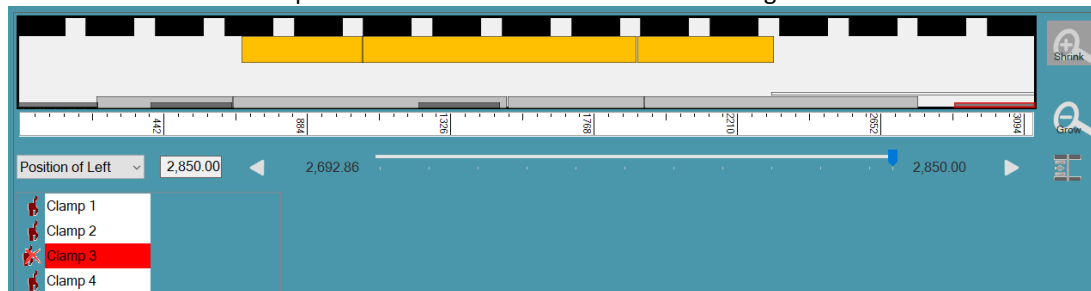 Shrink
442 884 1326 1768 2210 2652 3094
Grow
Position of Left 2,850.00 2,692.86 2,850.00
Clamp 1
Clamp 2
Clamp 3
Clamp 4